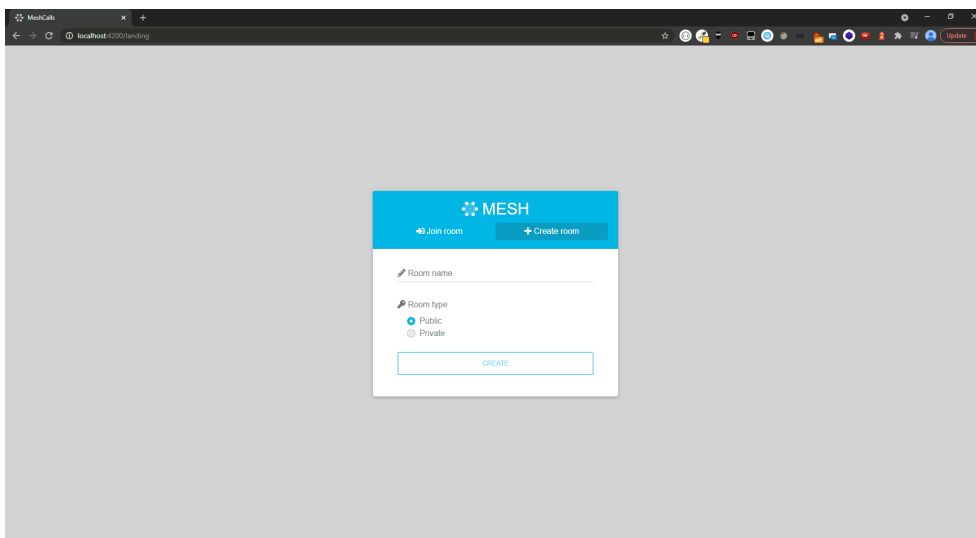 MeshCalls
localhost:4200/landing
Update
MESH
Join room
Create room
Room name
Room type
Public
Private
CREATE